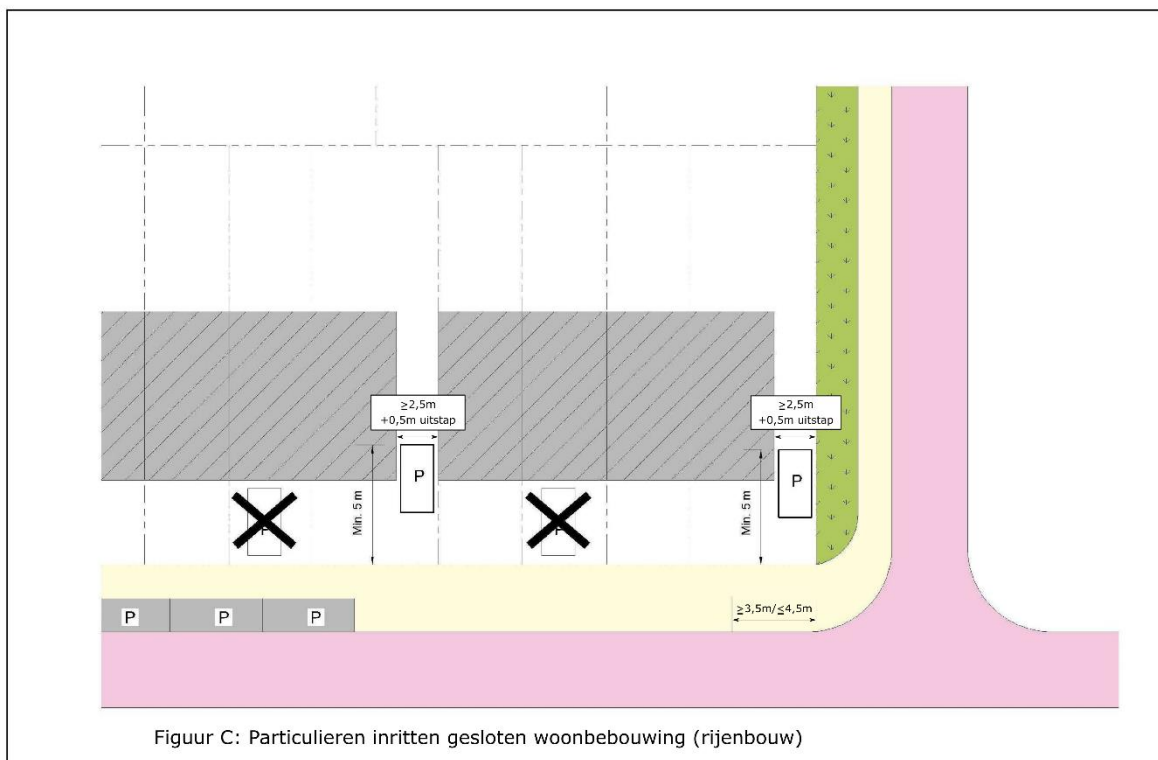 ≥2,5m
+0,5m uitstap
≥2,5m
+0,5m uitstap
P
P
Min. 5 m
Min. 5 m
≥3,5m/≤4,5m
P
P
P
Figuur C: Particulieren inritten gesloten woonbebouwing (rijenbouw)